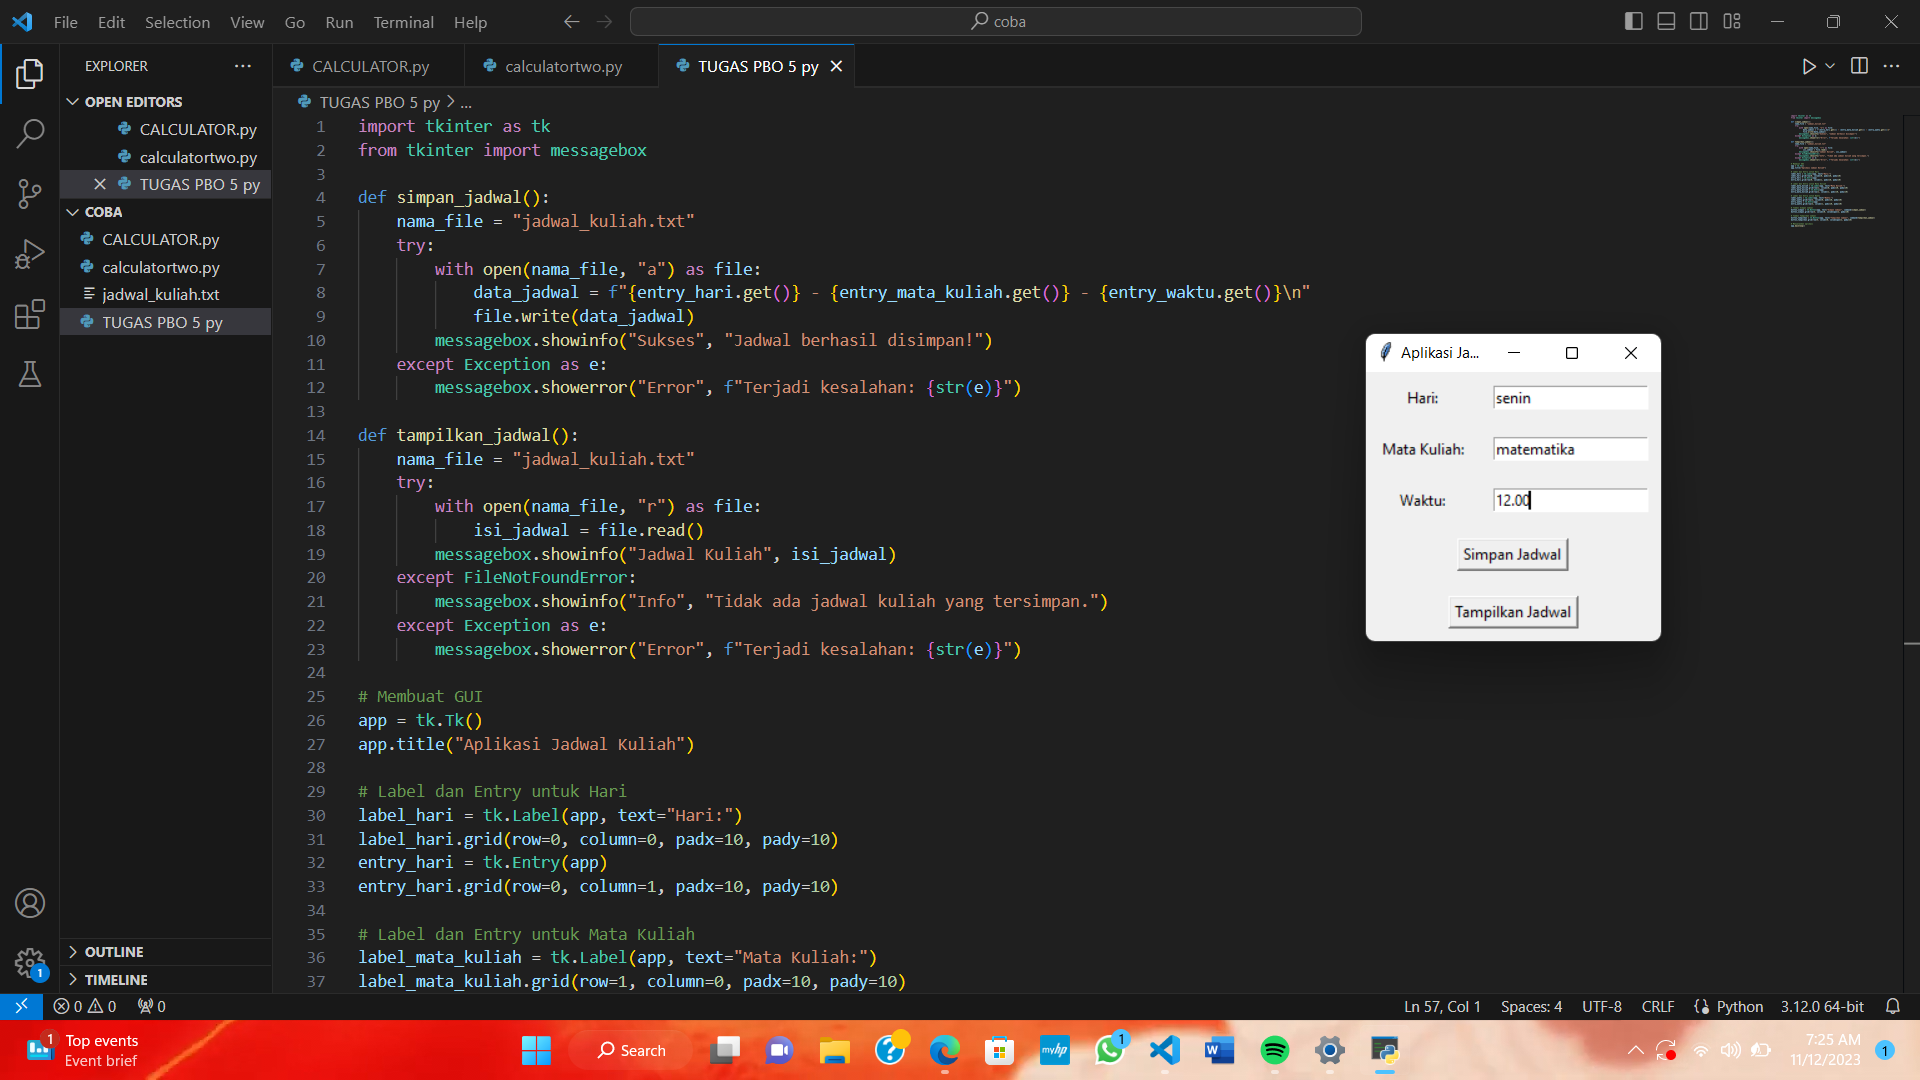 File Edit Selection View Go Run Terminal Help
coba
EXPLORER
OPEN EDITORS
CALCULATOR.py
calculatortwo.py
TUGAS PBO 5 py
COBA
CALCULATOR.py
calculatortwo.py
jadwal_kuliah.txt
TUGAS PBO 5 py
OUTLINE
TIMELINE
CALCULATOR.py calculatortwo.py TUGAS PBO 5 py
TUGAS PBO 5 py > ...
1 import tkinter as tk
2 from tkinter import messagebox
3
4 def simpan_jadwal():
5 nama_file = "jadwal_kuliah.txt"
6 try:
7 with open(nama_file, "a") as file:
8 data_jadwal = f"{entry_hari.get()} - {entry_mata_kuliah.get()} - {entry_waktu.get()}\n"
9 file.write(data_jadwal)
10 messagebox.showinfo("Sukses", "Jadwal berhasil disimpan!")
11 except Exception as e:
12 messagebox.showerror("Error", f"Terjadi kesalahan: {str(e)}")
13
14 def tampilkan_jadwal():
15 nama_file = "jadwal_kuliah.txt"
16 try:
17 with open(nama_file, "r") as file:
18 isi_jadwal = file.read()
19 messagebox.showinfo("Jadwal Kuliah", isi_jadwal)
20 except FileNotFoundError:
21 messagebox.showinfo("Info", "Tidak ada jadwal kuliah yang tersimpan.")
22 except Exception as e:
23 messagebox.showerror("Error", f"Terjadi kesalahan: {str(e)}")
24
25 # Membuat GUI
26 app = tk.Tk()
27 app.title("Aplikasi Jadwal Kuliah")
28
29 # Label dan Entry untuk Hari
30 label_hari = tk.Label(app, text="Hari:")
31 label_hari.grid(row=0, column=0, padx=10, pady=10)
32 entry_hari = tk.Entry(app)
33 entry_hari.grid(row=0, column=1, padx=10, pady=10)
34
35 # Label dan Entry untuk Mata Kuliah
36 label_mata_kuliah = tk.Label(app, text="Mata Kuliah:")
37 label_mata_kuliah.grid(row=1, column=0, padx=10, pady=10)
Aplikasi Ja...
Hari: senin
Mata Kuliah: matematika
Waktu: 12.00
Simpan Jadwal
Tampilkan Jadwal
1
0 0 0 Ln 57, Col 1 Spaces: 4 UTF-8 CRLF Python 3.12.0 64-bit
1 Top events
Event brief
Search
myhp
1
7:25 AM
11/12/2023
1